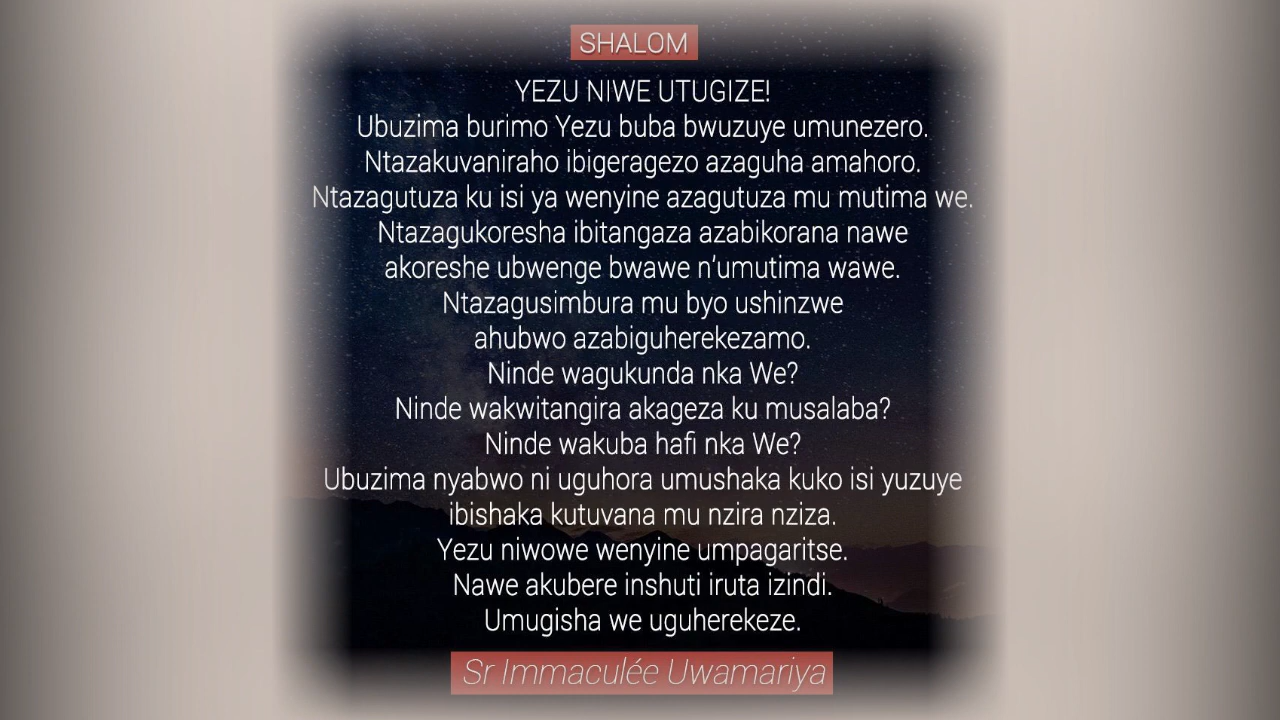 SHALOM
YEZU NIWE UTUGIZE!
Ubuzima burimo Yezu buba bwuzuye umunezero.
Ntazakuvaniraho ibigeragezo azaguha amahoro.
Ntazagutuza ku isi ya wenyine azagutuza mu mutima we.
Ntazagukoresha ibitangaza azabikorana nawe
akoreshe ubwenge bwawe n'umutima wawe.
Ntazagusimbura mu byo ushinzwe
ahubwo azabiguherekezamo.
Ninde wagukunda nka We?
Ninde wakwitangira akageza ku musalaba?
Ninde wakuba hafi nka We?
Ubuzima nyabwo ni uguhora umushaka kuko isi yuzuye
ibishaka kutuvana mu nzira nziza.
Yezu niwowe wenyine umpagaritse.
Nawe akubere inshuti iruta izindi.
Umugisha we uguherekeze.
Sr Immaculée Uwamariya